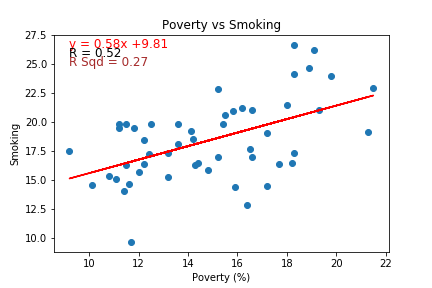 Poverty vs Smoking
y = 0.58x +9.81
R = 0.52
R Sqd = 0.27
27.5
25.0
22.5
20.0
17.5
15.0
12.5
10.0
Smoking
10
12
14
16
18
20
22
Poverty (%)